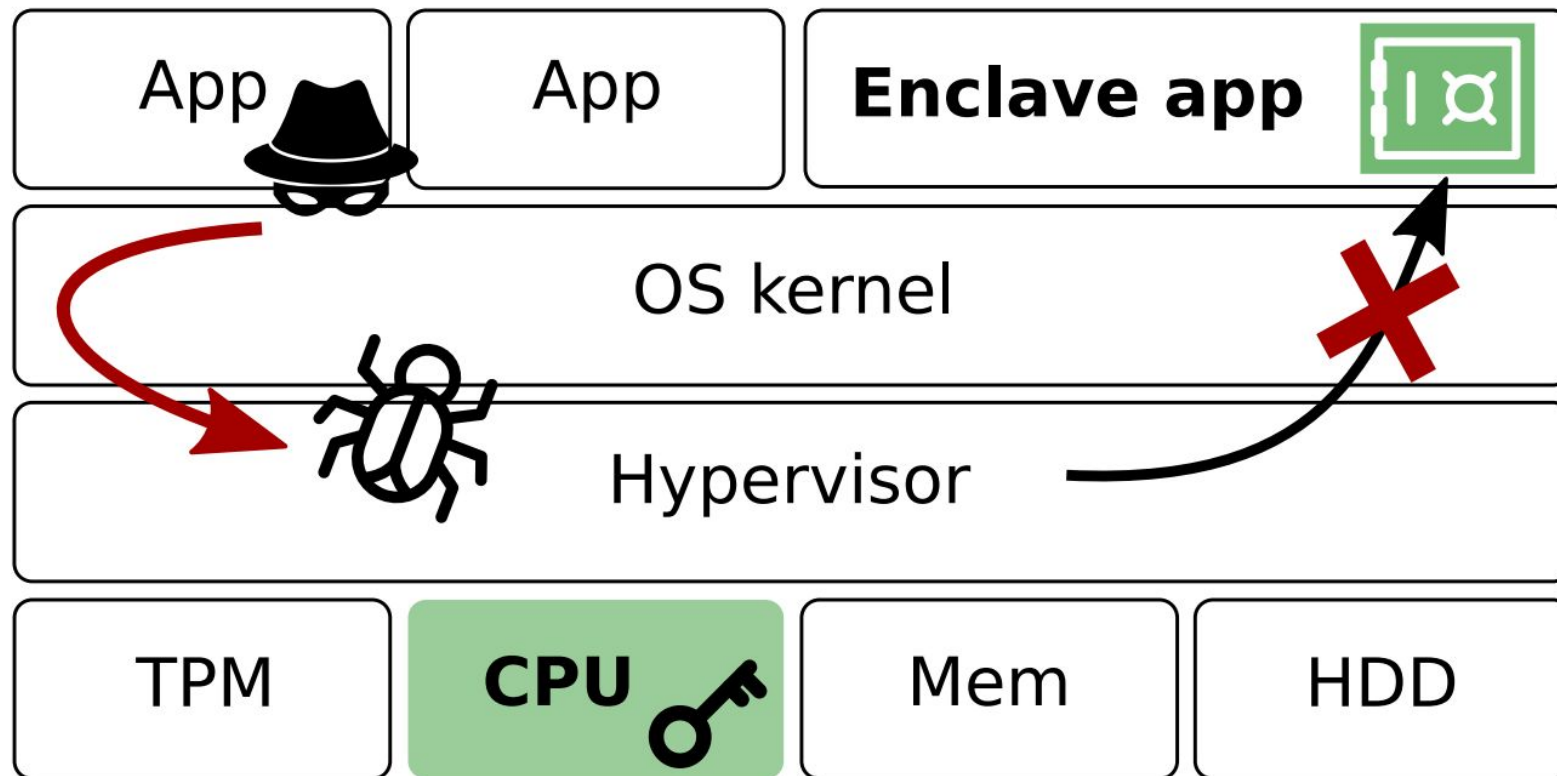 App
App
Enclave app
OS kernel
Hypervisor
TPM
CPU
Mem
HDD